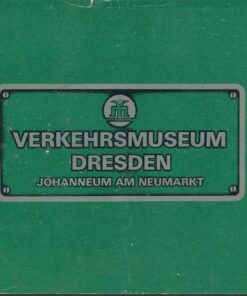 VERKEHRSMUSEUM
DRESDEN
JOHANNEUM AM NEUMARKT